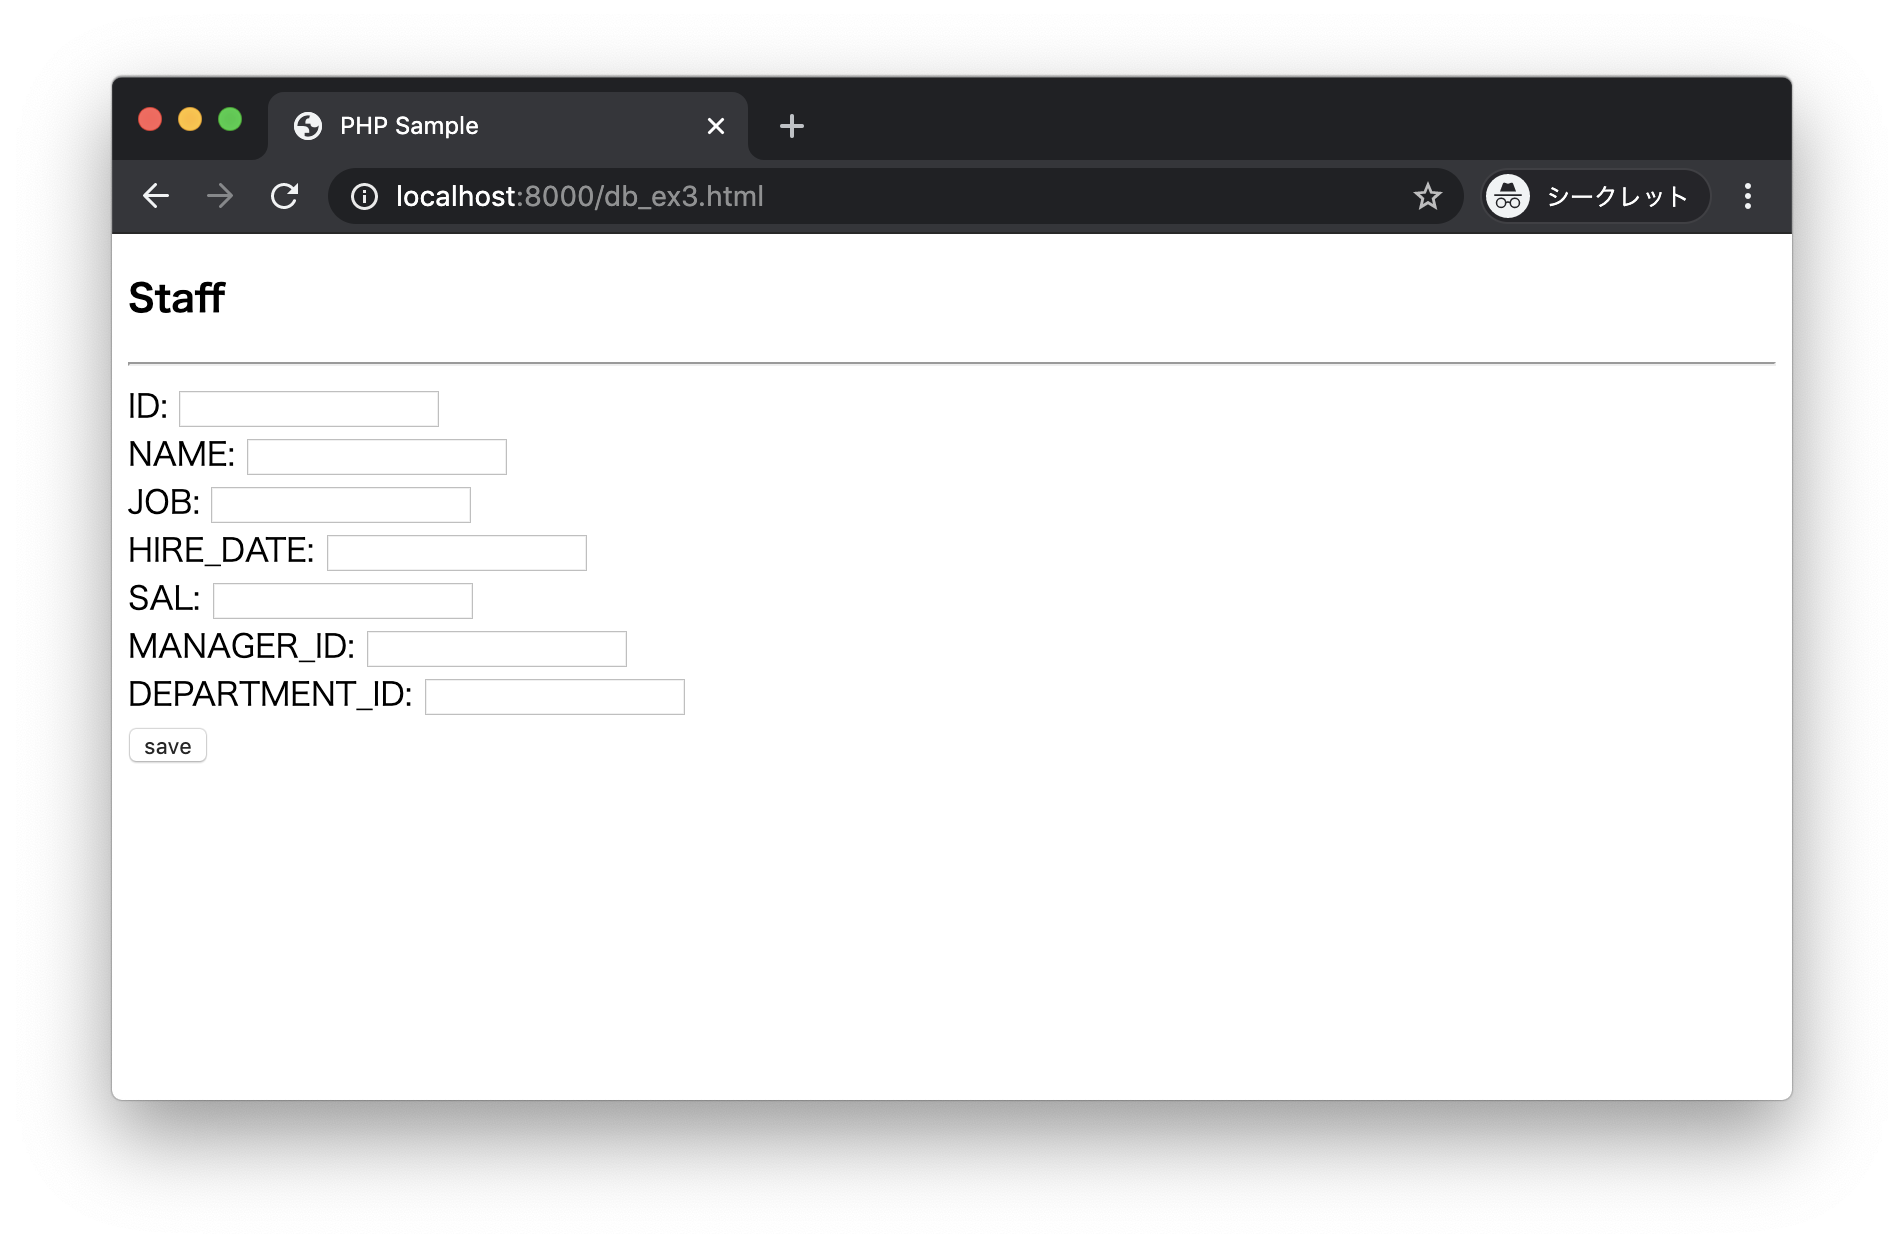 PHP Sample
localhost:8000/db_ex3.html シークレット
Staff
ID:
NAME:
JOB:
HIRE_DATE:
SAL:
MANAGER_ID:
DEPARTMENT_ID:
save